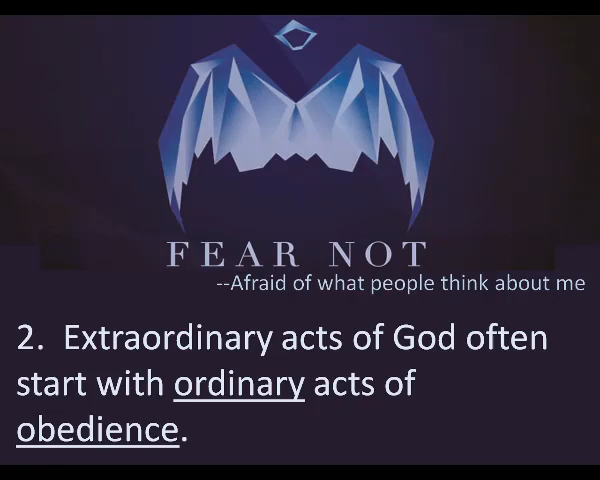 FEAR NOT
--Afraid of what people think about me
2. Extraordinary acts of God often
start with ordinary acts of
obedience.